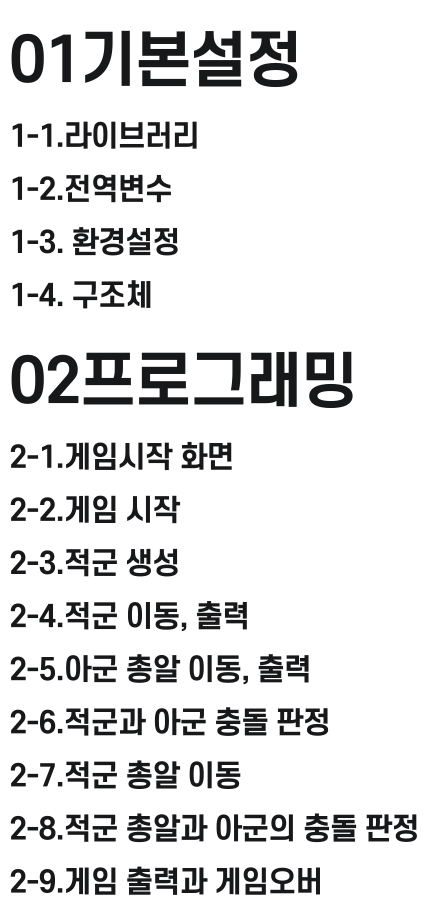 01기본설정
1-1.라이브러리
1-2.전역변수
1-3. 환경설정
1-4. 구조체
02프로그래밍
2-1.게임시작 화면
2-2.게임 시작
2-3.적군 생성
2-4.적군 이동, 출력
2-5.아군 총알 이동, 출력
2-6.적군과 아군 충돌 판정
2-7.적군 총알 이동
2-8.적군 총알과 아군의 충돌 판정
2-9.게임 출력과 게임오버